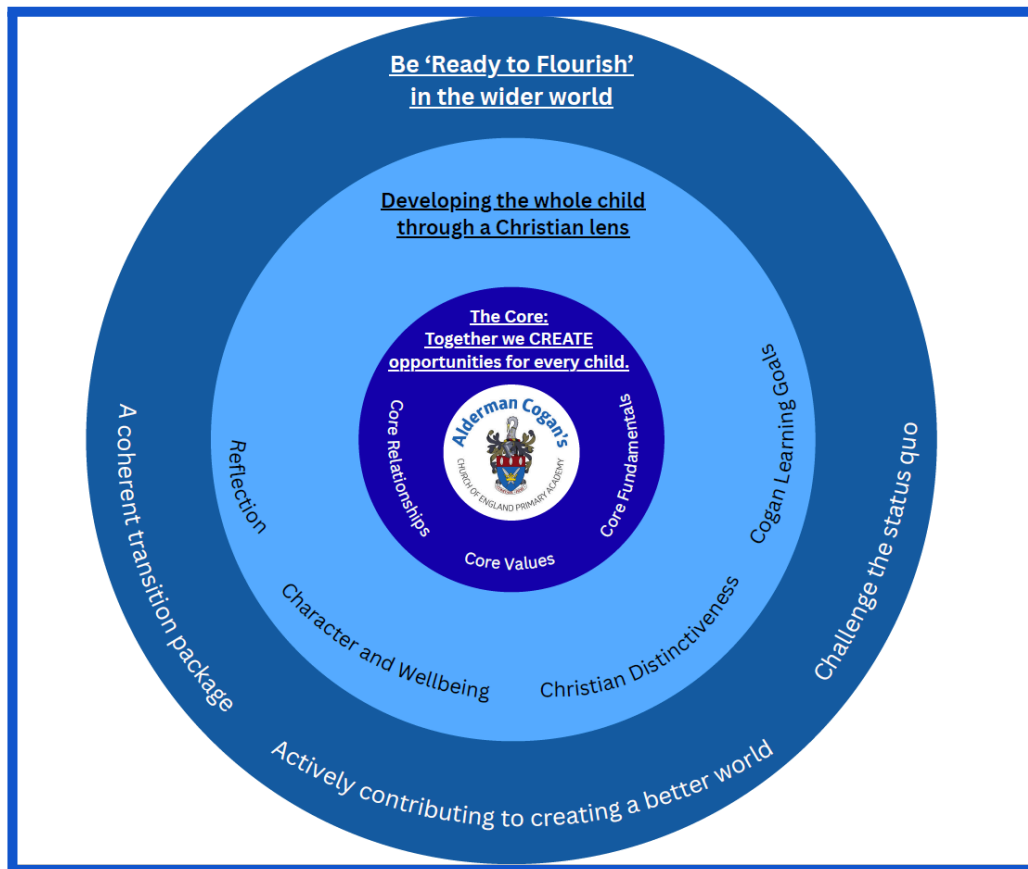 Be ‘Ready to Flourish’
in the wider world
Developing the whole child
through a Christian lens
The Core:
Together we CREATE
opportunities for every child.
Core Relationships
Core Values
Core Fundamentals
Alderman Cogan's
CHURCH OF ENGLAND PRIMARY ACADEMY
Reflection
Character and Wellbeing
Christian Distinctiveness
Cogan Learning Goals
A coherent transition package
Actively contributing to creating a better world
Challenge the status quo